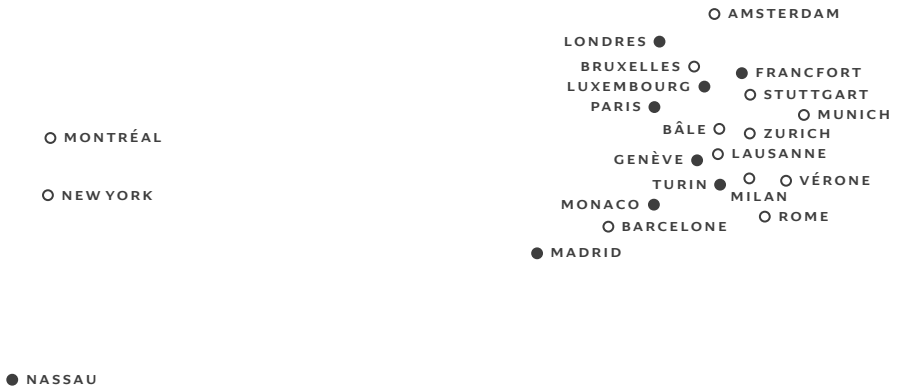 AMSTERDAM
LONDRES
BRUXELLES
FRANCFORT
LUXEMBOURG
STUTTGART
PARIS
MUNICH
BÂLE
ZURICH
MONTRÉAL
LAUSANNE
GENÈVE
VÉRONE
TURIN
MILAN
NEW YORK
MONACO
ROME
BARCELONE
MADRID
NASSAU